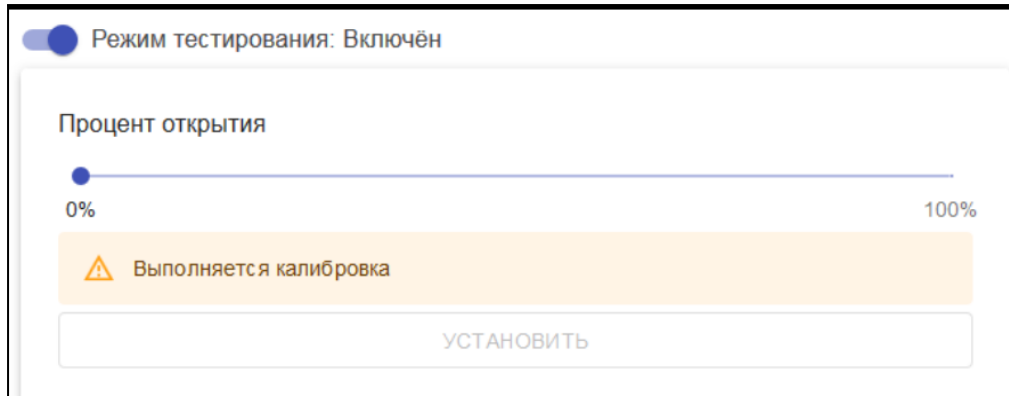 Режим тестирования: Включён
Процент открытия
0% 100%
Выполняется калибровка
УСТАНОВИТЬ